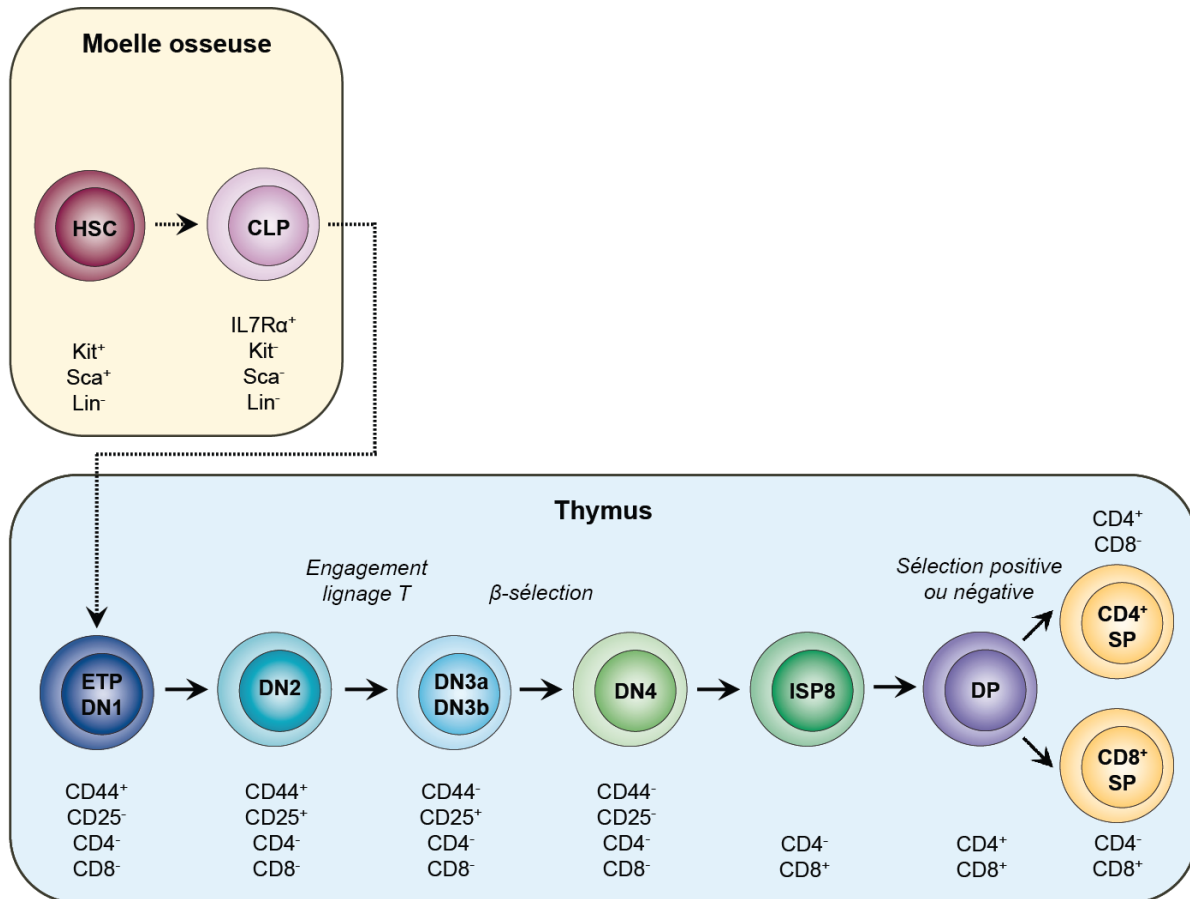 Moelle osseuse
HSC
CLP
Kit⁺
Sca⁺
Lin⁻
IL7Rα⁺
Kit⁻
Sca⁻
Lin⁻
Thymus
Engagement
lignage T
β-sélection
Sélection positive
ou négative
ETP
DN1
DN2
DN3a
DN3b
DN4
ISP8
DP
CD4⁺
CD8⁻
CD4⁺
SP
CD8⁺
SP
CD44⁺
CD25⁻
CD4⁻
CD8⁻
CD44⁺
CD25⁺
CD4⁻
CD8⁻
CD44⁻
CD25⁺
CD4⁻
CD8⁻
CD44⁻
CD25⁻
CD4⁻
CD8⁻
CD4⁻
CD8⁺
CD4⁺
CD8⁺
CD4⁻
CD8⁺